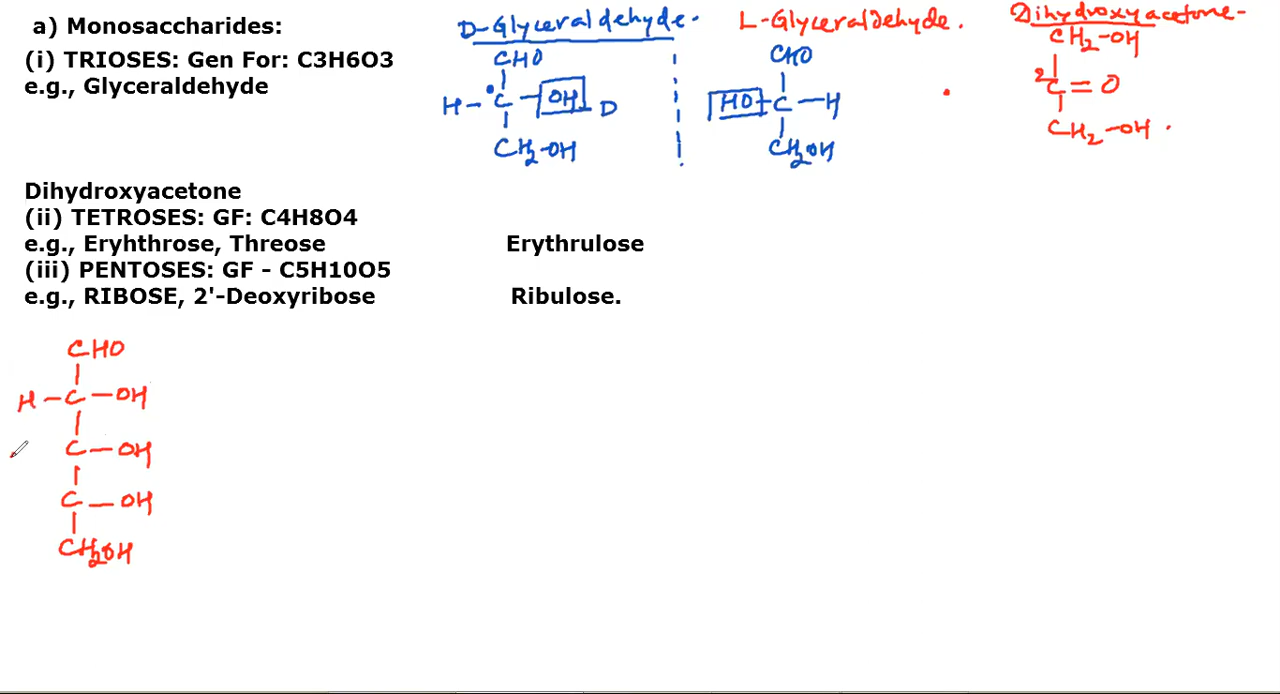 a) Monosaccharides:
(i) TRIOSES: Gen For: C3H6O3
e.g., Glyceraldehyde
D-Glyceraldehyde.
CHO
H-C-OH D
CH2-OH
L-Glyceraldehyde.
CHO
HO-C-H
CH2OH
Dihydroxyacetone-
CH2-OH
2C=O
CH2-OH.
Dihydroxyacetone
(ii) TETROSES: GF: C4H8O4
e.g., Eryhthrose, Threose Erythrulose
(iii) PENTOSES: GF - C5H10O5
e.g., RIBOSE, 2'-Deoxyribose Ribulose.
CHO
H-C-OH
C-OH
C-OH
CH2OH